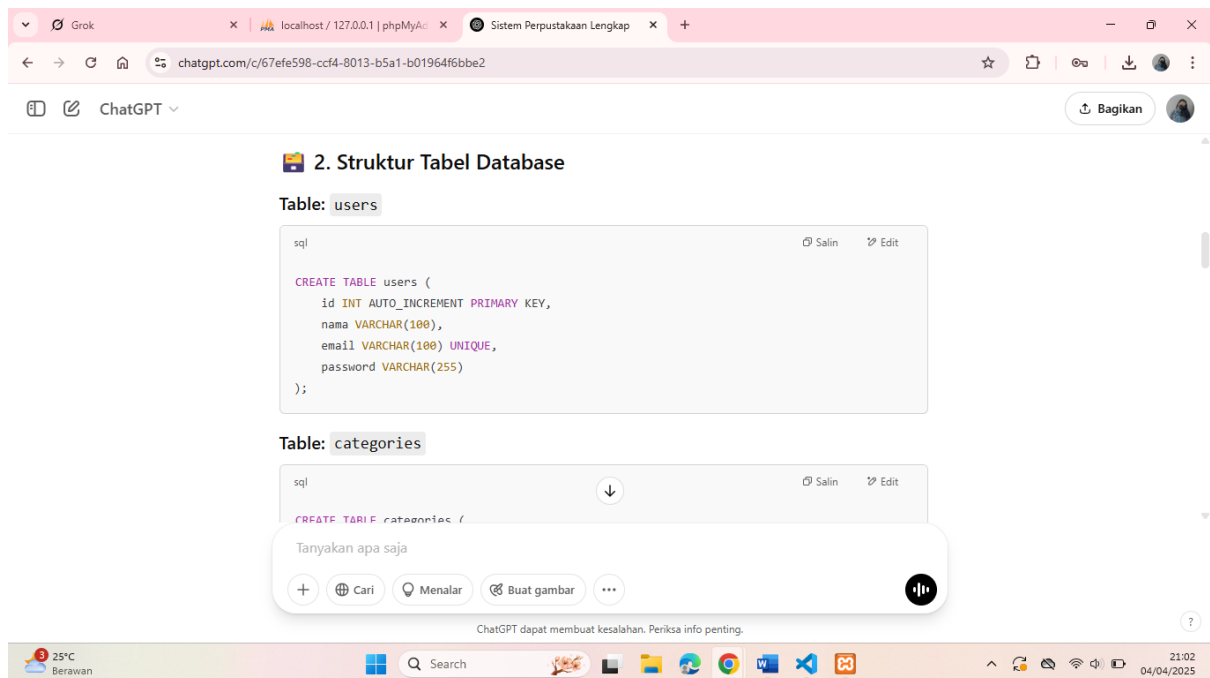 Grok
localhost / 127.0.0.1 | phpMyAd
Sistem Perpustakaan Lengkap
chatgpt.com/c/67efe598-ccf4-8013-b5a1-b01964f6bbe2
ChatGPT
Bagikan
2. Struktur Tabel Database
Table: users
sql
Salin
Edit
CREATE TABLE users (
id INT AUTO_INCREMENT PRIMARY KEY,
nama VARCHAR(100),
email VARCHAR(100) UNIQUE,
password VARCHAR(255)
);
Table: categories
sql
Salin
Edit
CREATE TABLE categories (
Tanyakan apa saja
Cari
Menalar
Buat gambar
ChatGPT dapat membuat kesalahan. Periksa info penting.
?
3
25°C
Berawan
Search
21:02
04/04/2025